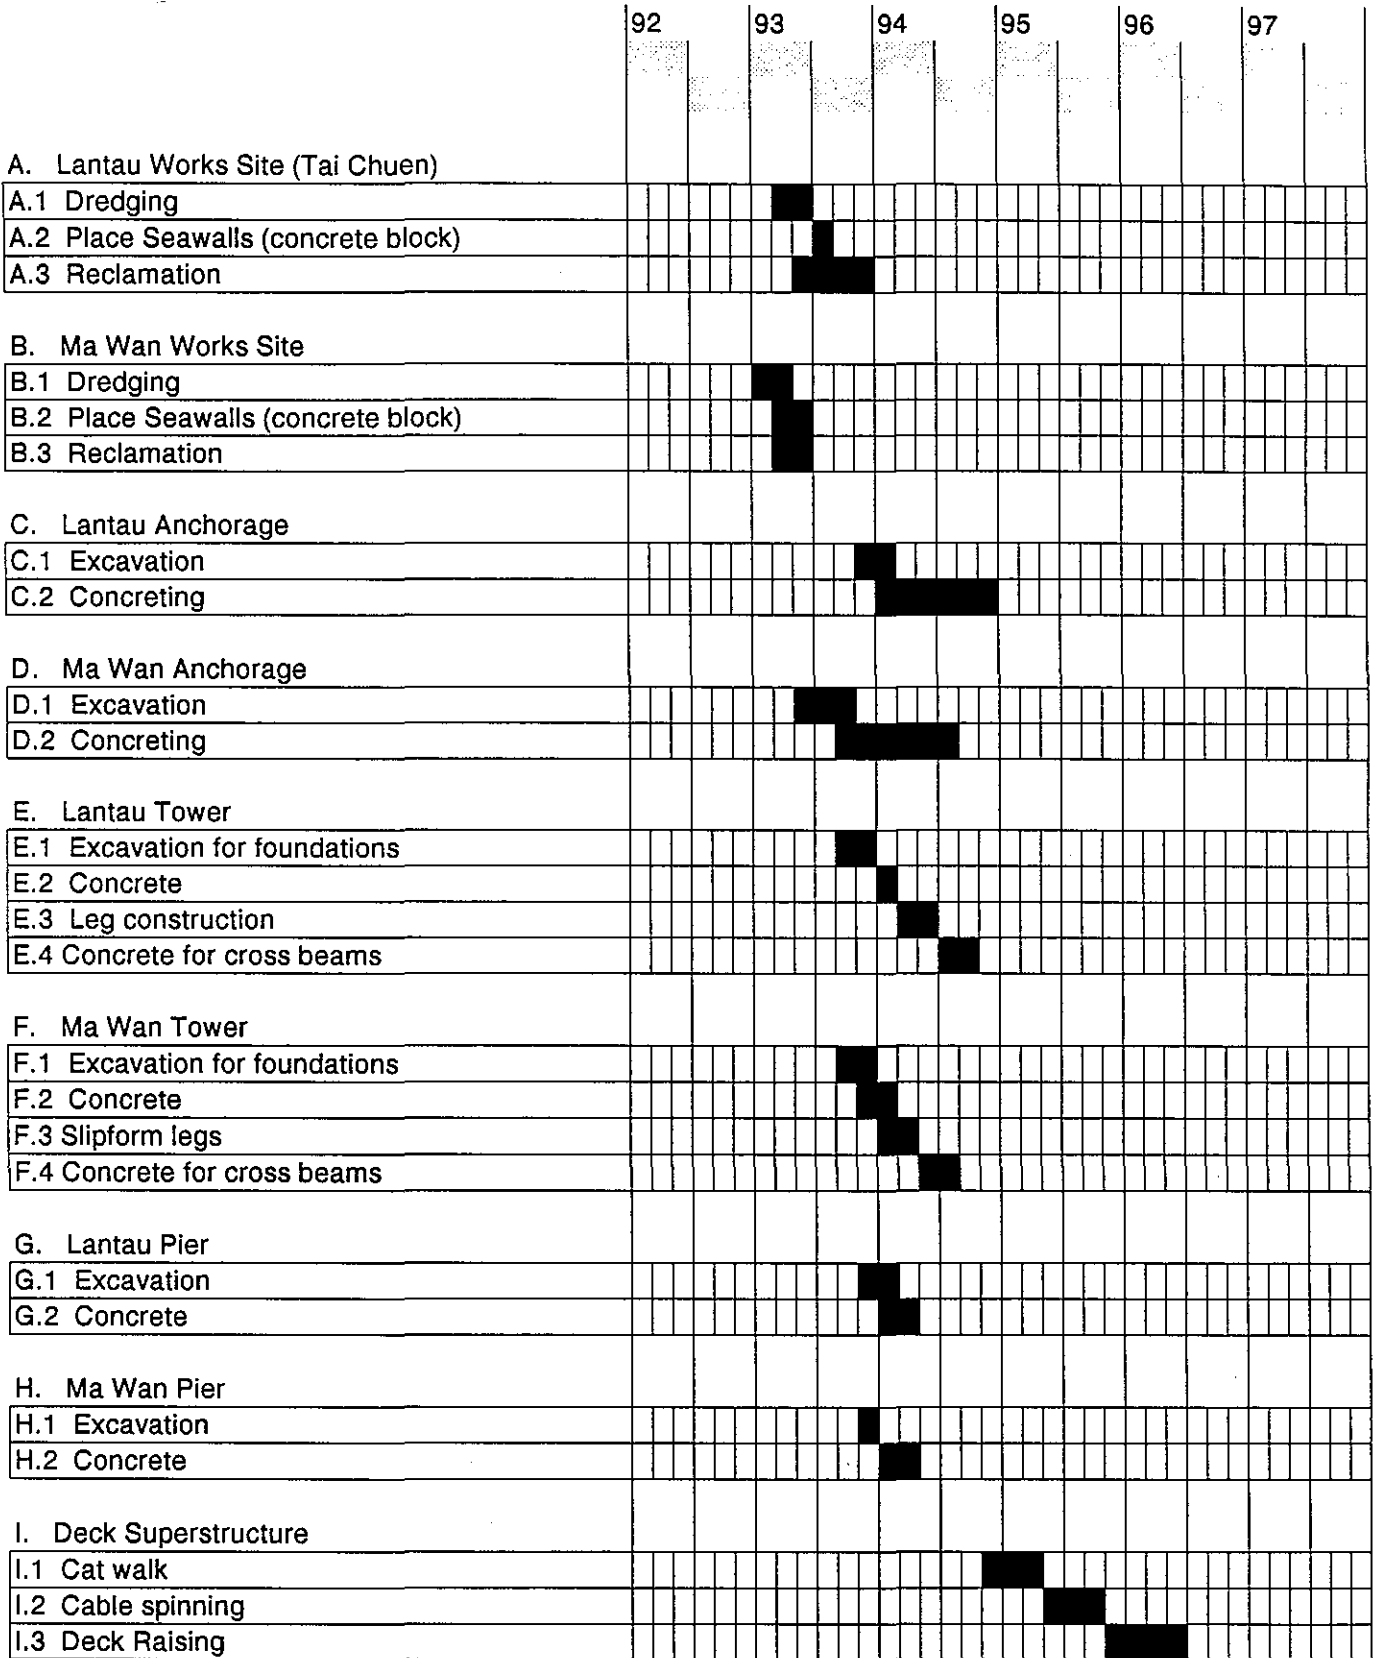 92 93 94 95 96 97
A. Lantau Works Site (Tai Chuen)
A.1 Dredging
A.2 Place Seawalls (concrete block)
A.3 Reclamation
B. Ma Wan Works Site
B.1 Dredging
B.2 Place Seawalls (concrete block)
B.3 Reclamation
C. Lantau Anchorage
C.1 Excavation
C.2 Concreting
D. Ma Wan Anchorage
D.1 Excavation
D.2 Concreting
E. Lantau Tower
E.1 Excavation for foundations
E.2 Concrete
E.3 Leg construction
E.4 Concrete for cross beams
F. Ma Wan Tower
F.1 Excavation for foundations
F.2 Concrete
F.3 Slipform legs
F.4 Concrete for cross beams
G. Lantau Pier
G.1 Excavation
G.2 Concrete
H. Ma Wan Pier
H.1 Excavation
H.2 Concrete
I. Deck Superstructure
I.1 Cat walk
I.2 Cable spinning
I.3 Deck Raising